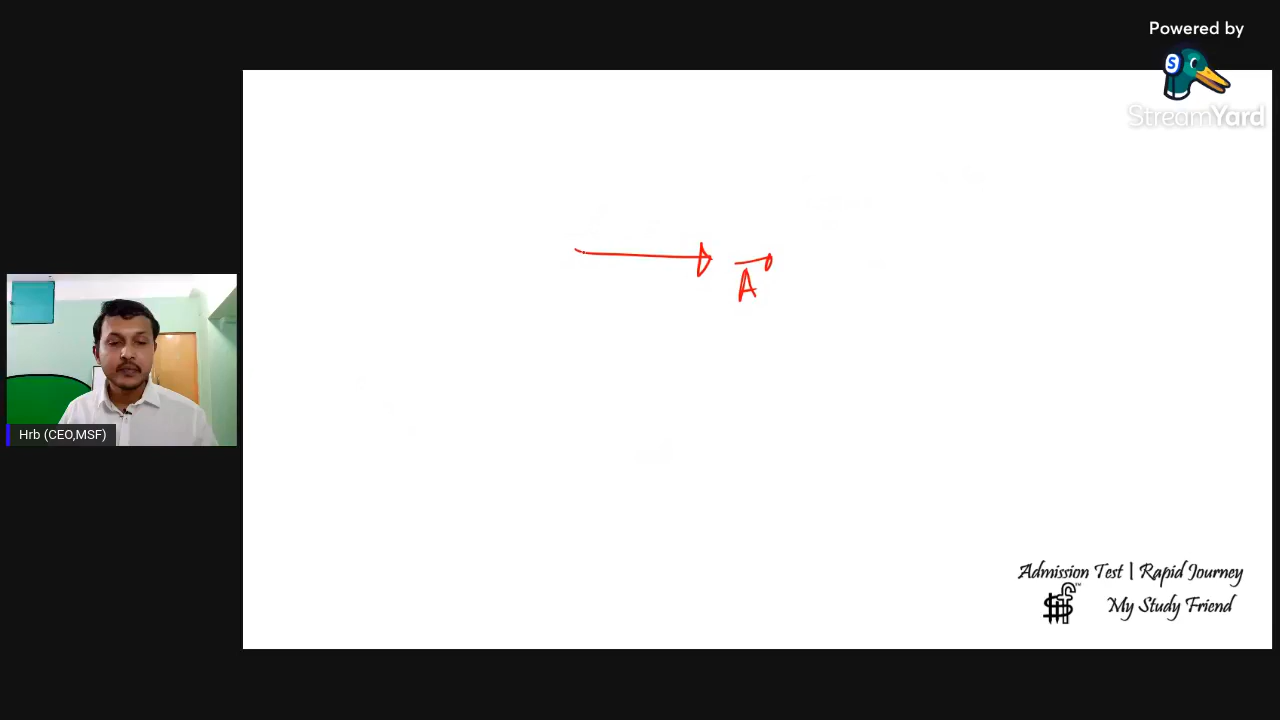 Powered by
StreamYard
A
Hrb (CEO,MSF)
Admission Test | Rapid Journey
My Study Friend